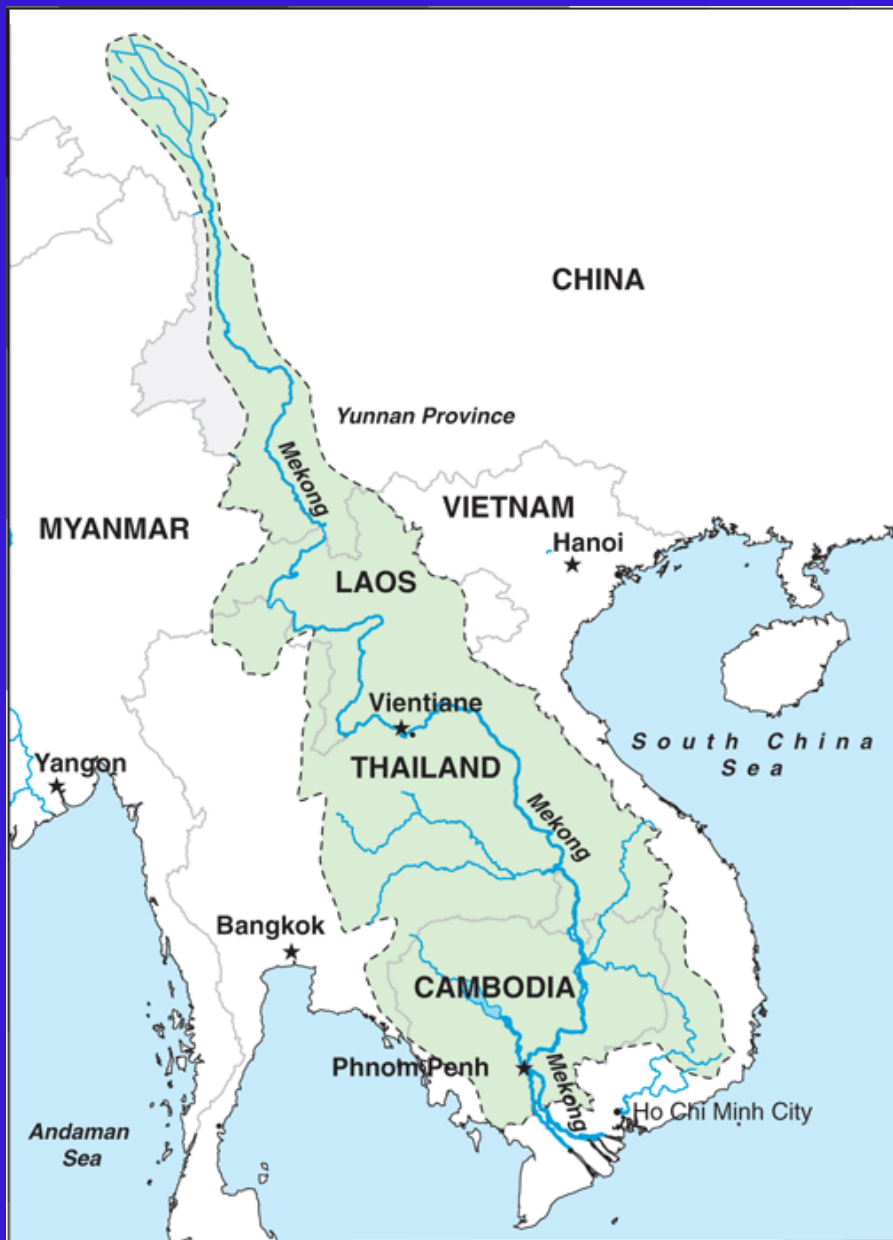 CHINA
Yunnan Province
Mekong
VIETNAM
MYANMAR
Hanoi
LAOS
Vientiane
South China
Sea
Yangon
THAILAND
Mekong
Bangkok
CAMBODIA
Phnom Penh
Mekong
Ho Chi Minh City
Andaman
Sea